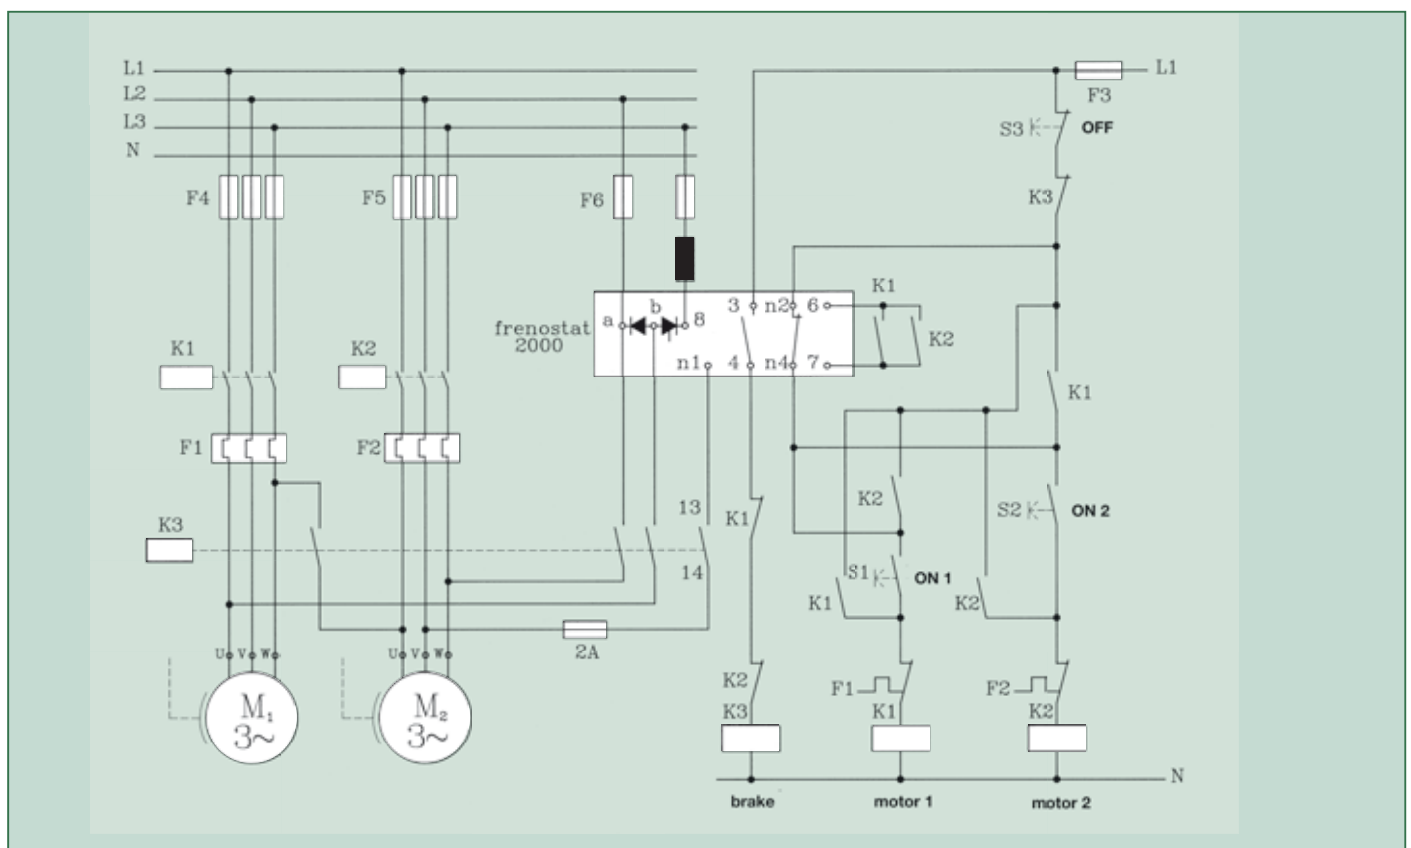 L1
L1
F3
L2
L3
S3
OFF
N
F4
F5
F6
K3
K1
b
3
n2
6
a
8
frenostat
2000
K2
K1
K2
n1
4
n4
7
K1
F1
F2
13
K2
S2
ON 2
K1
K3
14
S1
ON 1
K1
K2
2A
U
V
W
U
V
W
K2
F1
F2
M1
3~
M2
3~
K3
K1
K2
N
brake
motor 1
motor 2